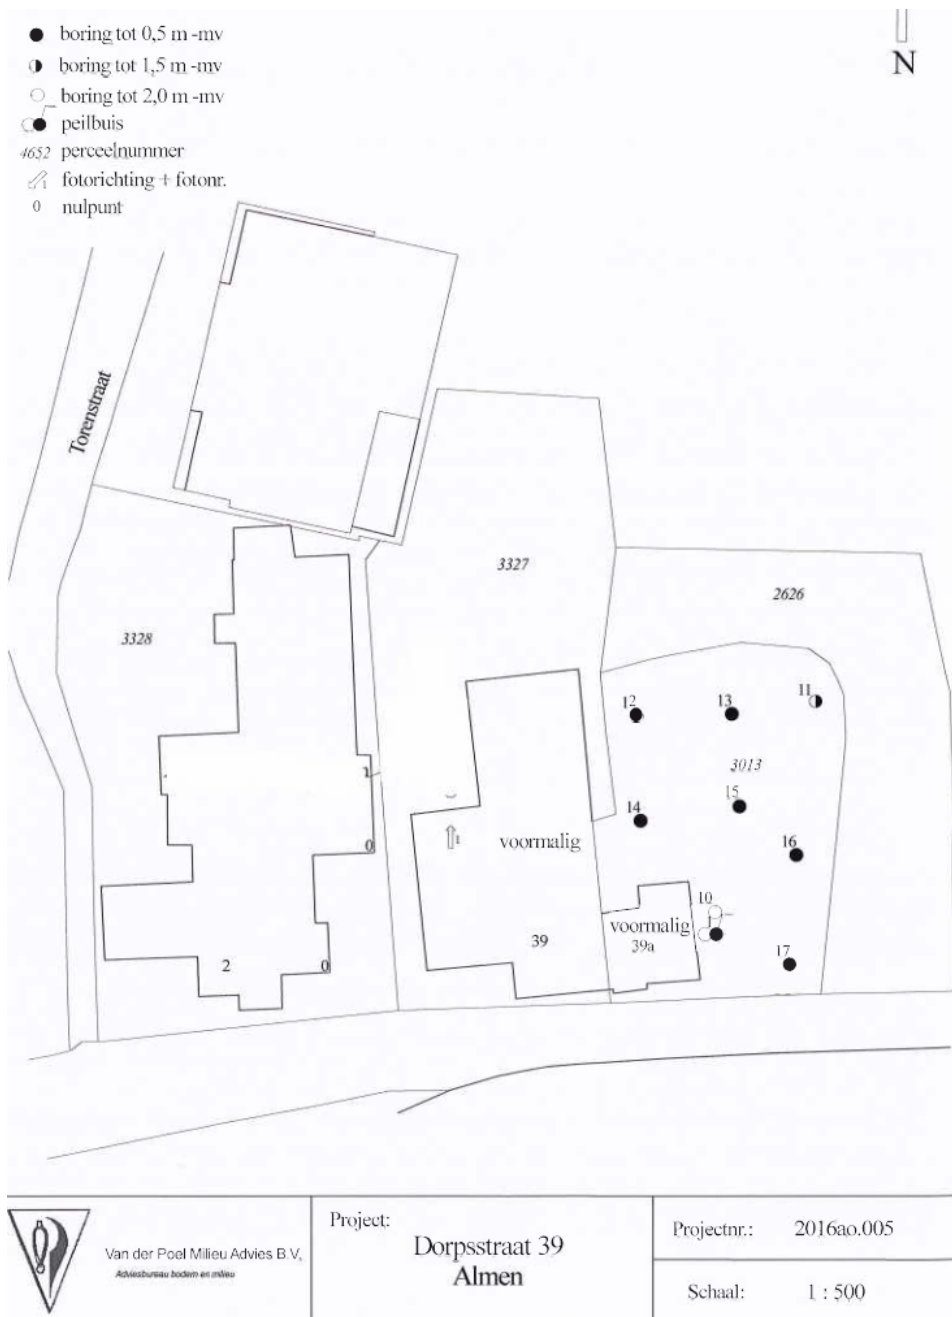 boring tot 0,5 m -mv
boring tot 1,5 m -mv
boring tot 2,0 m -mv
peilbuis
4652 perceelnummer
1 fotorichting + fotonr.
0 nulpunt
N
Torenstraat
3327
2626
3328
12
13
11
3013
15
14
16
voormalig
1
0
10
voormalig
39a
39
17
2
0
Van der Poel Milieu Advies B.V.
Adviesbureau bodem en milieu
Project:
Dorpsstraat 39
Almen
Projectnr.: 2016ao.005
Schaal: 1 : 500